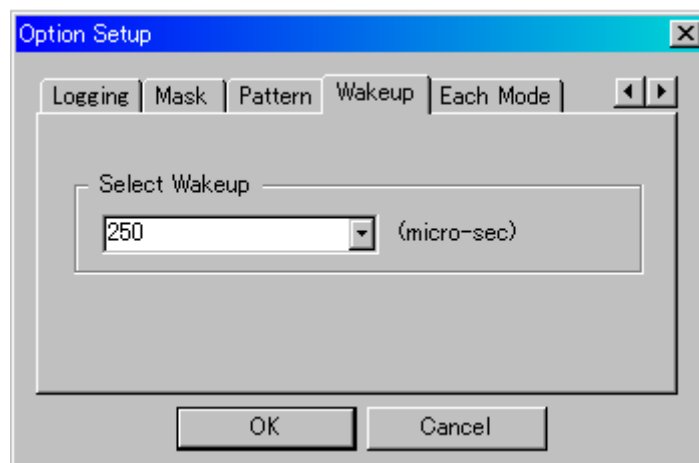 Option Setup
Logging Mask Pattern Wakeup Each Mode
Select Wakeup
250 (micro-sec)
OK Cancel